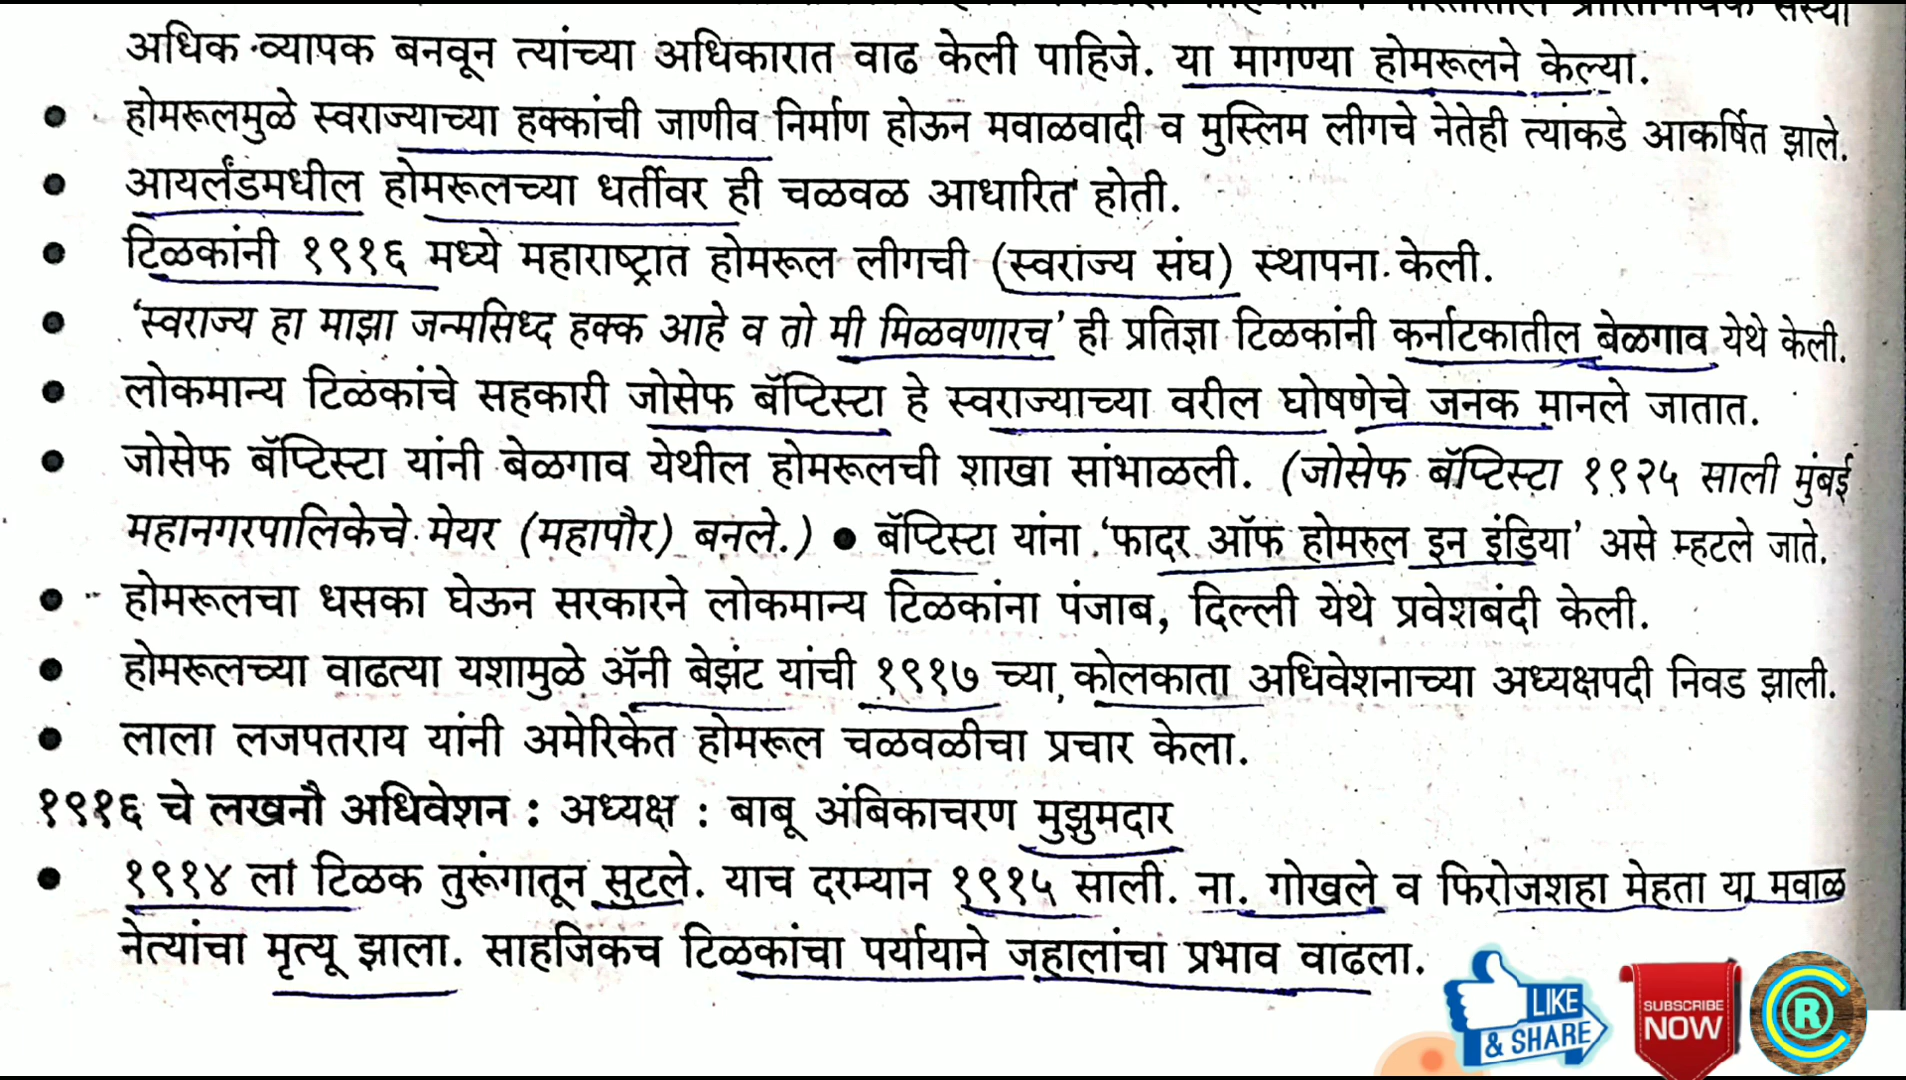 अधिक व्यापक बनवून त्यांच्या अधिकारात वाढ केली पाहिजे. या मागण्या होमरूलने केल्या.
● होमरूलमुळे स्वराज्याच्या हक्कांची जाणीव निर्माण होऊन मवाळवादी व मुस्लिम लीगचे नेतेही त्यांकडे आकर्षित झाले.
● आयर्लंडमधील होमरूलच्या धर्तीवर ही चळवळ आधारित होती.
● टिळकांनी १९१६ मध्ये महाराष्ट्रात होमरूल लीगची (स्वराज्य संघ) स्थापना केली.
● 'स्वराज्य हा माझा जन्मसिध्द हक्क आहे व तो मी मिळवणारच' ही प्रतिज्ञा टिळकांनी कर्नाटकातील बेळगाव येथे केली.
● लोकमान्य टिळकांचे सहकारी जोसेफ बॅप्टिस्टा हे स्वराज्याच्या वरील घोषणेचे जनक मानले जातात.
● जोसेफ बॅप्टिस्टा यांनी बेळगाव येथील होमरूलची शाखा सांभाळली. (जोसेफ बॅप्टिस्टा १९२५ साली मुंबई
महानगरपालिकेचे मेयर (महापौर) बनले.) ● बॅप्टिस्टा यांना 'फादर ऑफ होमरुल इन इंडिया' असे म्हटले जाते.
● होमरूलचा धसका घेऊन सरकारने लोकमान्य टिळकांना पंजाब, दिल्ली येथे प्रवेशबंदी केली.
● होमरूलच्या वाढत्या यशामुळे ॲनी बेझंट यांची १९१७ च्या कोलकाता अधिवेशनाच्या अध्यक्षपदी निवड झाली.
● लाला लजपतराय यांनी अमेरिकेत होमरूल चळवळीचा प्रचार केला.
१९१६ चे लखनौ अधिवेशन : अध्यक्ष : बाबू अंबिकाचरण मुझुमदार
● १९१४ ला टिळक तुरूंगातून सुटले. याच दरम्यान १९१५ साली. ना. गोखले व फिरोजशहा मेहता या मवाळ
नेत्यांचा मृत्यू झाला. साहजिकच टिळकांचा पर्यायाने जहालांचा प्रभाव वाढला.
LIKE
& SHARE
SUBSCRIBE
NOW
R